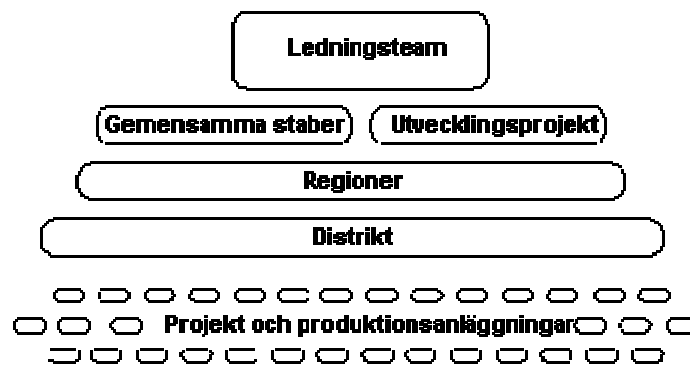 Ledningsteam
Gemensamma staber Utvecklingsprojekt
Regioner
Distrikt
Projekt och produktionsanläggningar